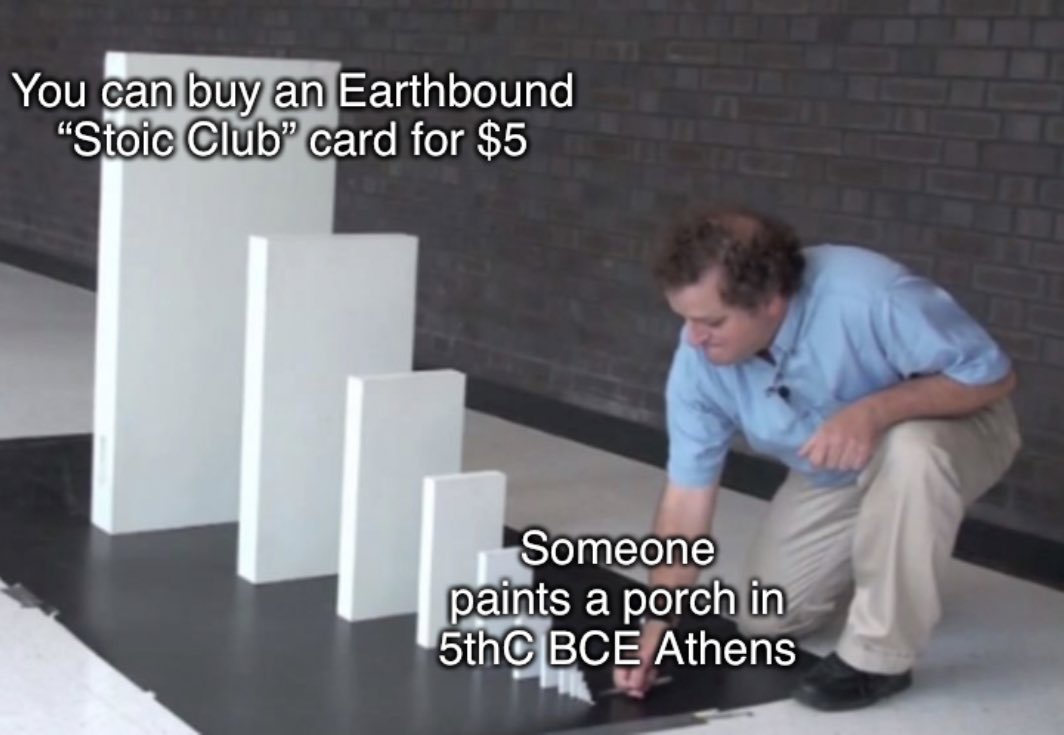 You can buy an Earthbound
“Stoic Club” card for $5
Someone
paints a porch in
5thC BCE Athens